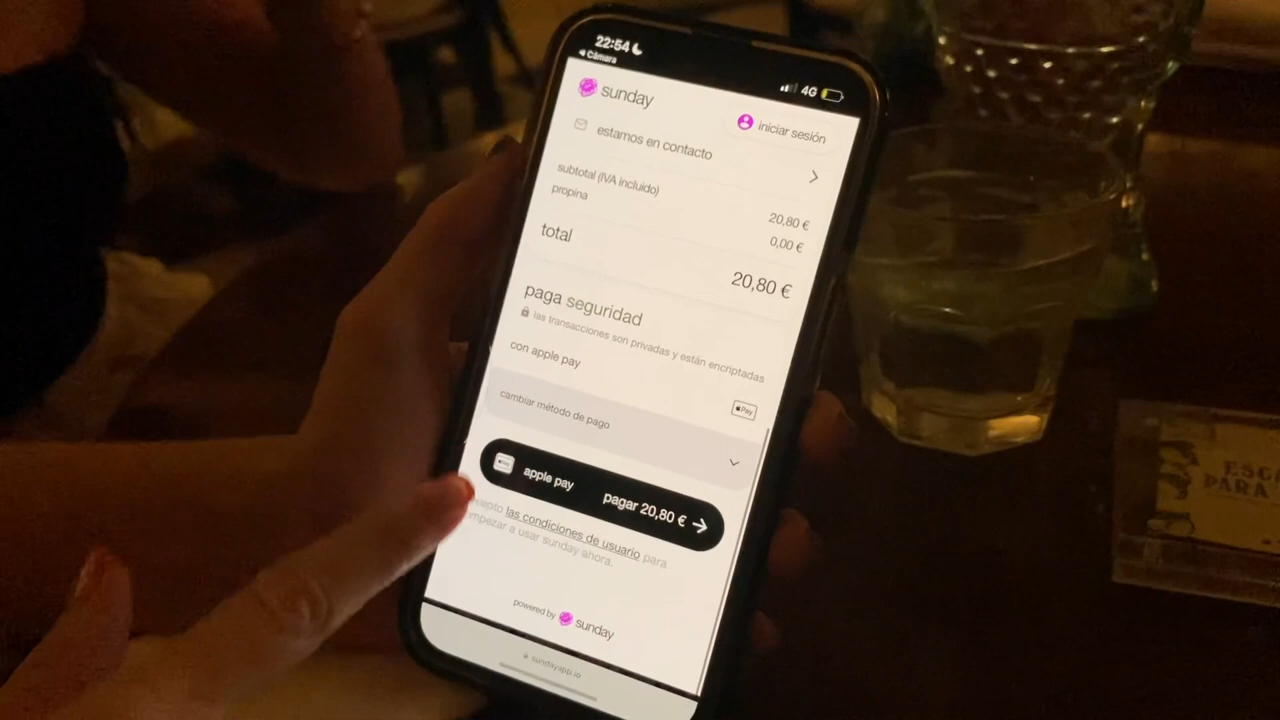 22:54
Cámara
4G
sunday
iniciar sesión
estamos en contacto
subtotal (IVA incluido)
20,80 €
propina
0,00 €
total
20,80 €
paga seguridad
las transacciones son privadas y están encriptadas
con apple pay
Pay
cambiar método de pago
apple pay
pagar 20,80 €
las condiciones de usuario para
empezar a usar sunday ahora.
powered by sunday
sundayapp.io
PARA